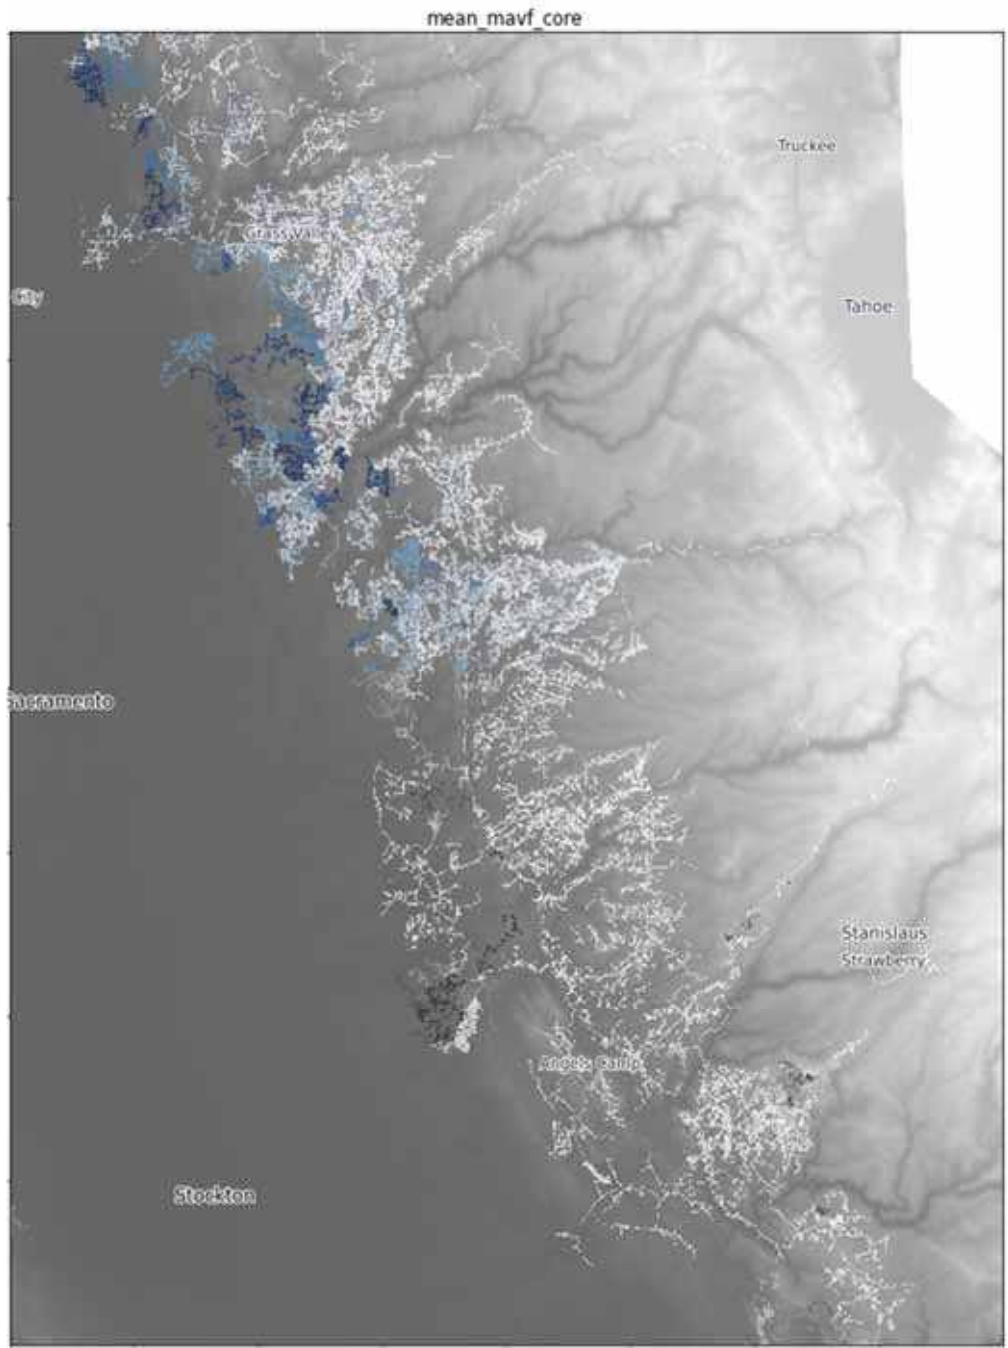 mean_mavf_core
Truckee
Grass Valley
City
Tahoe
Sacramento
Stanislaus
Strawberry
Angels Camp
Stockton